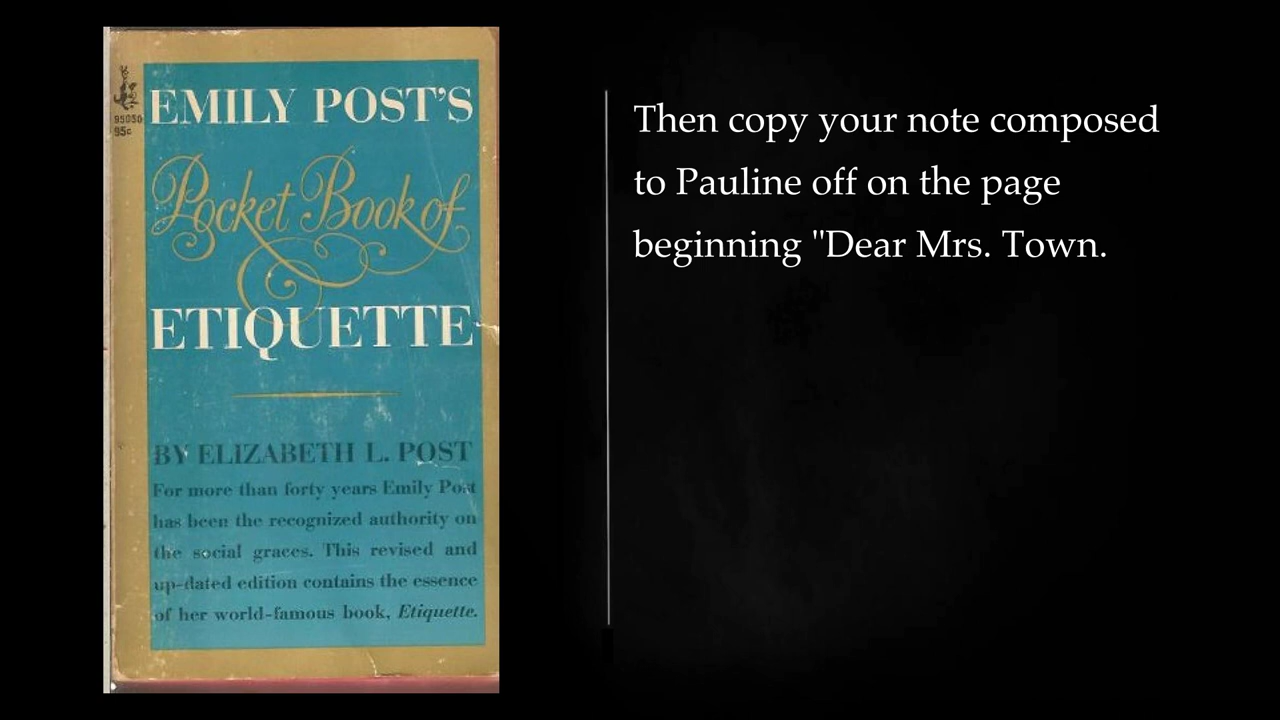 EMILY POST'S
Pocket Book of
ETIQUETTE
95050
95c
BY ELIZABETH L. POST
For more than forty years Emily Post
has been the recognized authority on
the social graces. This revised and
up-dated edition contains the essence
of her world-famous book, Etiquette.
Then copy your note composed
to Pauline off on the page
beginning "Dear Mrs. Town.